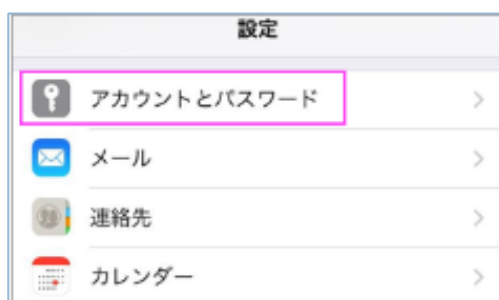 設定
アカウントとパスワード
メール
連絡先
カレンダー